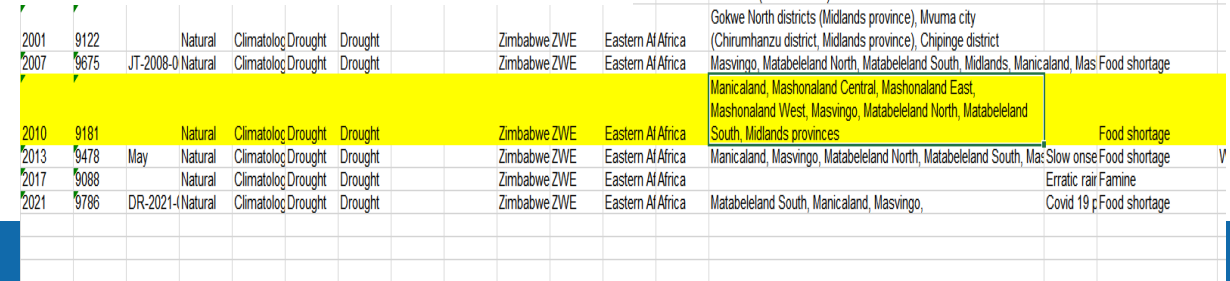 Gokwe North districts (Midlands province), Mvuma city
2001 9122 Natural Climatolog Drought Drought Zimbabwe ZWE Eastern Af Africa (Chirumhanzu district, Midlands province), Chipinge district
2007 9675 JT-2008-0 Natural Climatolog Drought Drought Zimbabwe ZWE Eastern Af Africa Masvingo, Matabeleland North, Matabeleland South, Midlands, Manicaland, Mas Food shortage
Manicaland, Mashonaland Central, Mashonaland East,
Mashonaland West, Masvingo, Matabeleland North, Matabeleland
2010 9181 Natural Climatolog Drought Drought Zimbabwe ZWE Eastern Af Africa South, Midlands provinces Food shortage
2013 9478 May Natural Climatolog Drought Drought Zimbabwe ZWE Eastern Af Africa Manicaland, Masvingo, Matabeleland North, Matabeleland South, Mas Slow onse Food shortage
2017 9088 Natural Climatolog Drought Drought Zimbabwe ZWE Eastern Af Africa Erratic rair Famine
2021 9786 DR-2021-( Natural Climatolog Drought Drought Zimbabwe ZWE Eastern Af Africa Matabeleland South, Manicaland, Masvingo, Covid 19 p Food shortage